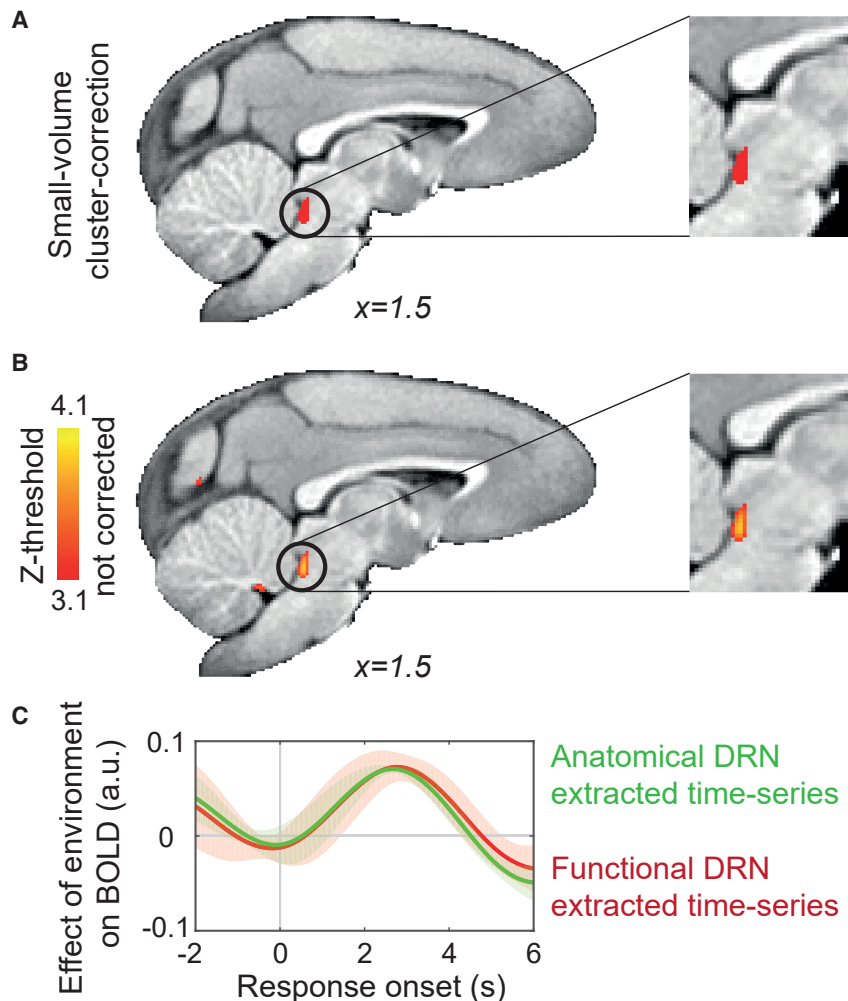 A
Small-volume
cluster-correction
x=1.5
B
4.1
Z-threshold
not corrected
3.1
x=1.5
C
Effect of environment
on BOLD (a.u.)
0.1
0
-0.1
-2
0
2
4
6
Response onset (s)
Anatomical DRN
extracted time-series
Functional DRN
extracted time-series